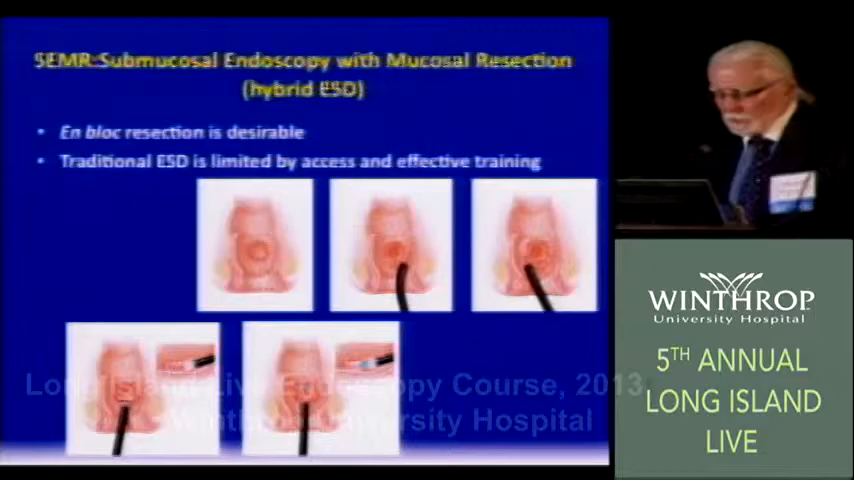 SEMR:Submucosal Endoscopy with Mucosal Resection
(hybrid ESD)
• En bloc resection is desirable
• Traditional ESD is limited by access and effective training
Long Island Live Endoscopy Course, 2013,
Winthrop University Hospital
WINTHROP
University Hospital
5TH ANNUAL
LONG ISLAND
LIVE